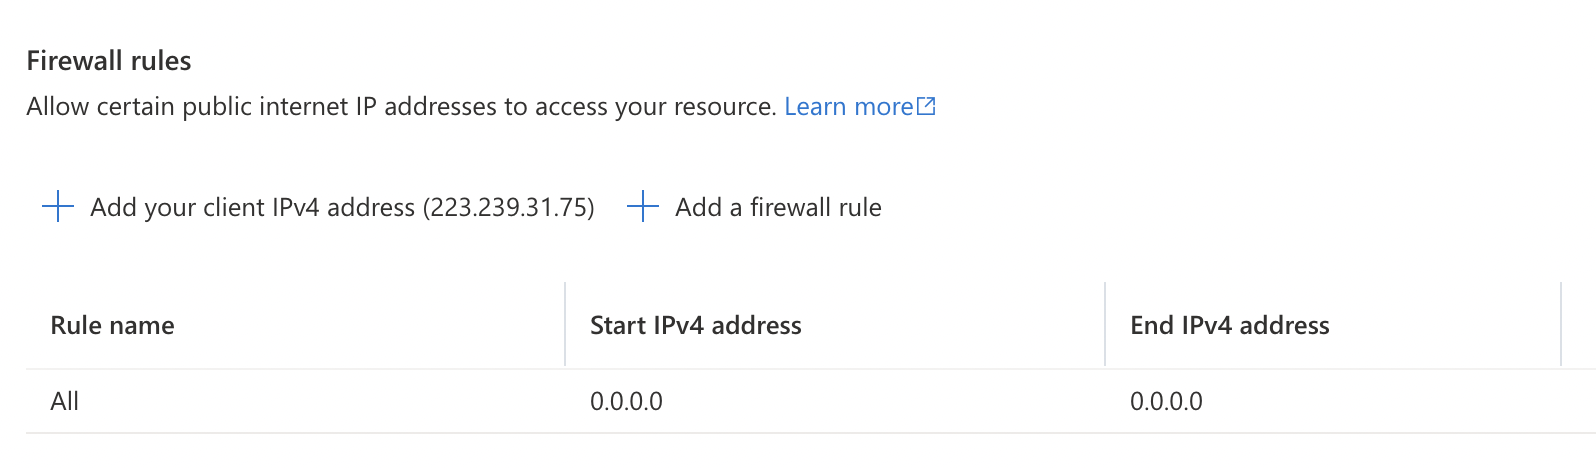 Firewall rules
Allow certain public internet IP addresses to access your resource. Learn more
Add your client IPv4 address (223.239.31.75) Add a firewall rule
Rule name Start IPv4 address End IPv4 address
All 0.0.0.0 0.0.0.0